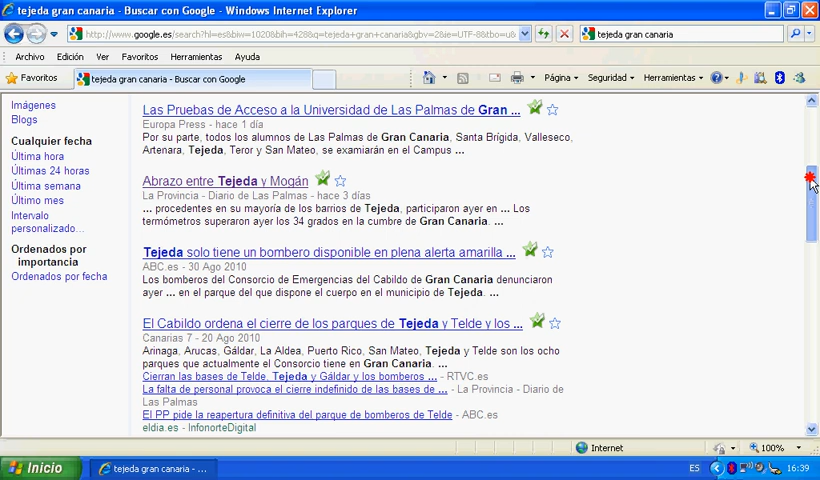 tejeda gran canaria - Buscar con Google - Windows Internet Explorer
http://www.google.es/search?hl=es&biw=1020&bih=428&q=tejeda+gran+canaria&gbv=2&ie=UTF-8&tbo=u&
tejeda gran canaria
Archivo Edición Ver Favoritos Herramientas Ayuda
Favoritos tejeda gran canaria - Buscar con Google Página Seguridad Herramientas
Imágenes
Blogs
Cualquier fecha
Última hora
Últimas 24 horas
Última semana
Último mes
Intervalo
personalizado...
Ordenados por
importancia
Ordenados por fecha
Las Pruebas de Acceso a la Universidad de Las Palmas de Gran ...
Europa Press - hace 1 día
Por su parte, todos los alumnos de Las Palmas de Gran Canaria, Santa Brígida, Valleseco,
Artenara, Tejeda, Teror y San Mateo, se examiarán en el Campus ...
Abrazo entre Tejeda y Mogán
La Provincia - Diario de Las Palmas - hace 3 días
... procedentes en su mayoría de los barrios de Tejeda, participaron ayer en ... Los
termómetros superaron ayer los 34 grados en la cumbre de Gran Canaria. ...
Tejeda solo tiene un bombero disponible en plena alerta amarilla ...
ABC.es - 30 Ago 2010
Los bomberos del Consorcio de Emergencias del Cabildo de Gran Canaria denunciaron
ayer ... en el parque del que dispone el cuerpo en el municipio de Tejeda. ...
El Cabildo ordena el cierre de los parques de Tejeda y Telde y los ...
Canarias 7 - 20 Ago 2010
Arinaga, Arucas, Gáldar, La Aldea, Puerto Rico, San Mateo, Tejeda y Telde son los ocho
parques que actualmente el Consorcio tiene en Gran Canaria. ...
Cierran las bases de Telde, Tejeda y Gáldar y los bomberos ... - RTVC.es
La falta de personal provoca el cierre indefinido de las bases de ... - La Provincia - Diario de
Las Palmas
El PP pide la reapertura definitiva del parque de bomberos de Telde - ABC.es
eldia.es - InfonorteDigital
Internet 100%
Inicio tejeda gran canaria - ... ES 16:39